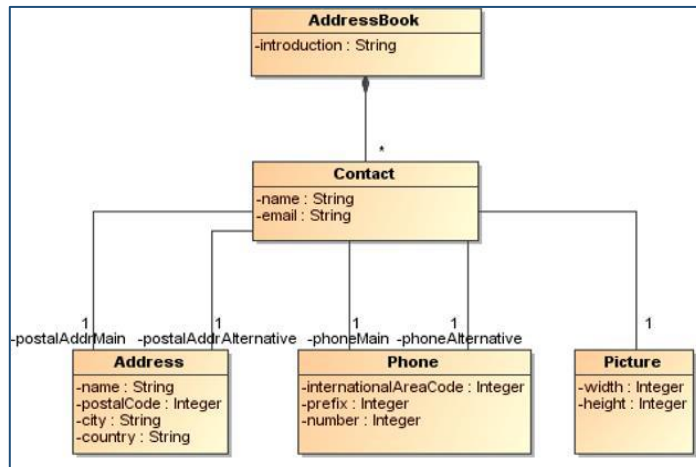 AddressBook
-introduction : String
*
Contact
-name : String
-email : String
1 1 1 1 1
-postalAddrMain -postalAddrAlternative -phoneMain -phoneAlternative
Address
-name : String
-postalCode : Integer
-city : String
-country : String
Phone
-internationalAreaCode : Integer
-prefix : Integer
-number : Integer
Picture
-width : Integer
-height : Integer